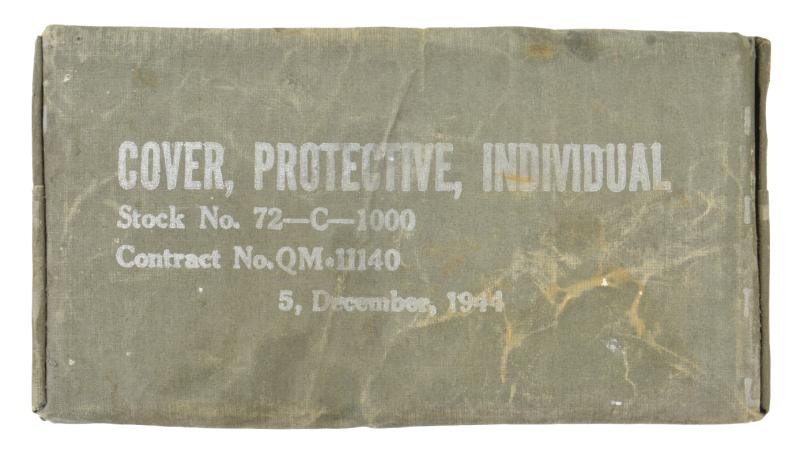 COVER, PROTECTIVE, INDIVIDUAL
Stock No. 72—C—1000
Contract No. QM-11140
5, December, 1944